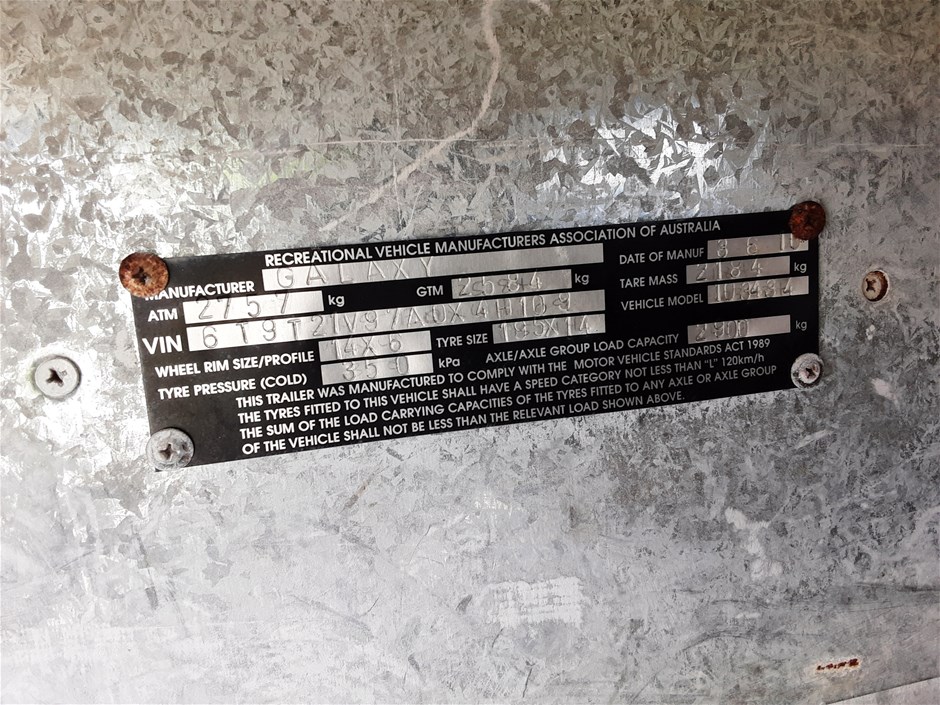 RECREATIONAL VEHICLE MANUFACTURERS ASSOCIATION OF AUSTRALIA
MANUFACTURER GALAXY DATE OF MANUF
ATM 2757 kg GTM 2584 kg TARE MASS 2184 kg
VIN VEHICLE MODEL
WHEEL RIM SIZE/PROFILE 14X6 TYRE SIZE 195X14
TYRE PRESSURE (COLD) 350 kPa AXLE/AXLE GROUP LOAD CAPACITY 2900 kg
THIS TRAILER WAS MANUFACTURED TO COMPLY WITH THE MOTOR VEHICLE STANDARDS ACT 1989
THE TYRES FITTED TO THIS VEHICLE SHALL HAVE A SPEED CATEGORY NOT LESS THAN "L" 120km/h
THE SUM OF THE LOAD CARRYING CAPACITIES OF THE TYRES FITTED TO ANY AXLE OR AXLE GROUP
OF THE VEHICLE SHALL NOT BE LESS THAN THE RELEVANT LOAD SHOWN ABOVE.